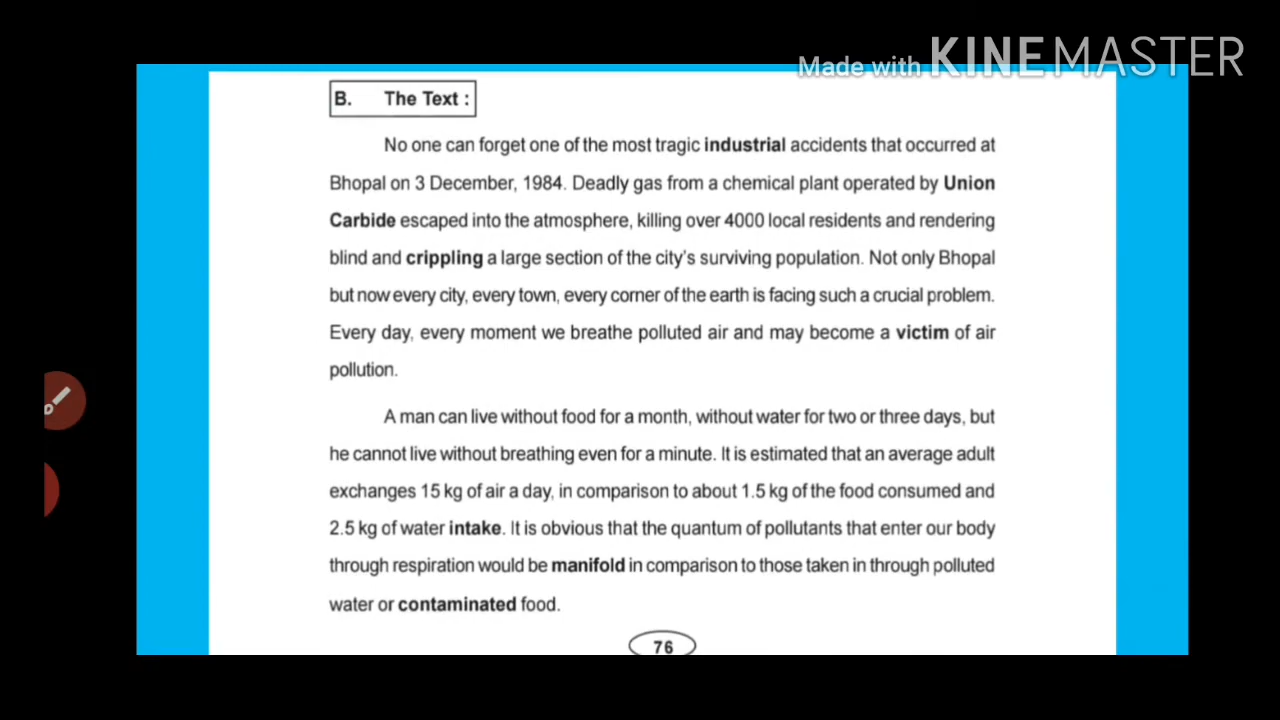 Made with KINEMASTER
B. The Text :
No one can forget one of the most tragic industrial accidents that occurred at
Bhopal on 3 December, 1984. Deadly gas from a chemical plant operated by Union
Carbide escaped into the atmosphere, killing over 4000 local residents and rendering
blind and crippling a large section of the city's surviving population. Not only Bhopal
but now every city, every town, every corner of the earth is facing such a crucial problem.
Every day, every moment we breathe polluted air and may become a victim of air
pollution.
A man can live without food for a month, without water for two or three days, but
he cannot live without breathing even for a minute. It is estimated that an average adult
exchanges 15 kg of air a day, in comparison to about 1.5 kg of the food consumed and
2.5 kg of water intake. It is obvious that the quantum of pollutants that enter our body
through respiration would be manifold in comparison to those taken in through polluted
water or contaminated food.
76